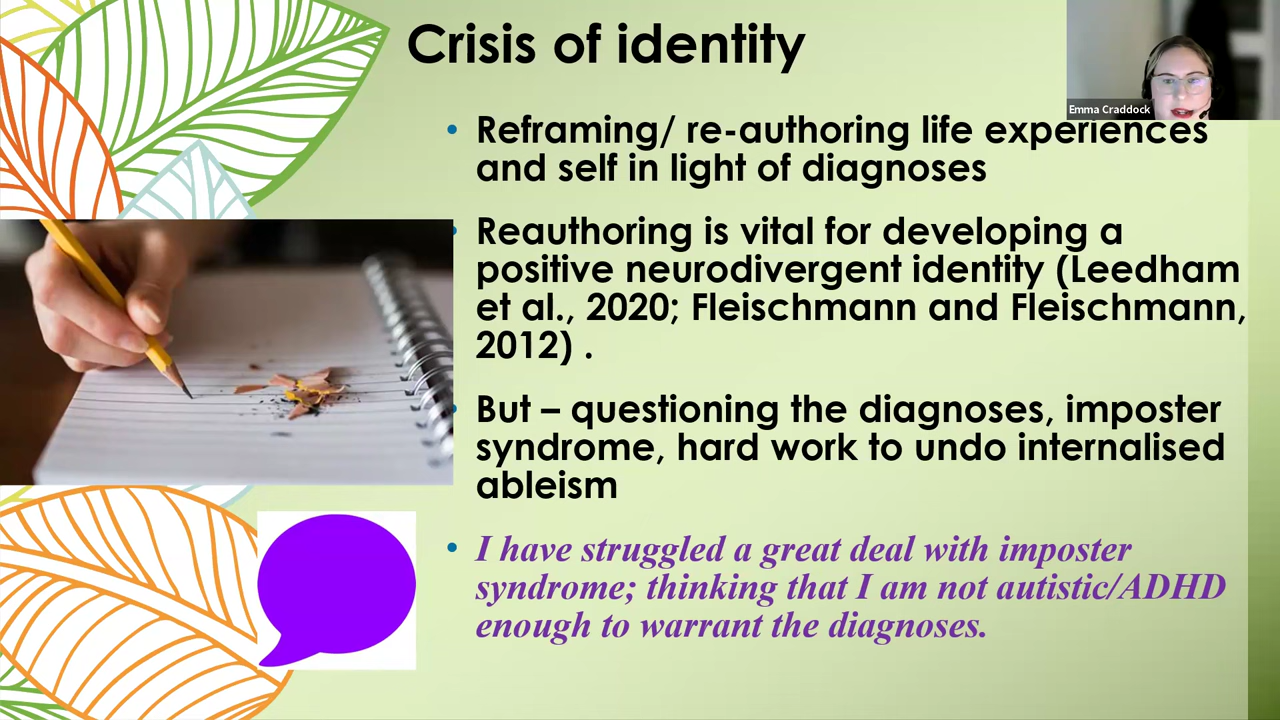 Crisis of identity
Emma Craddock
• Reframing/ re-authoring life experiences
and self in light of diagnoses
• Reauthoring is vital for developing a
positive neurodivergent identity (Leedham
et al., 2020; Fleischmann and Fleischmann,
2012) .
• But – questioning the diagnoses, imposter
syndrome, hard work to undo internalised
ableism
• I have struggled a great deal with imposter
syndrome; thinking that I am not autistic/ADHD
enough to warrant the diagnoses.